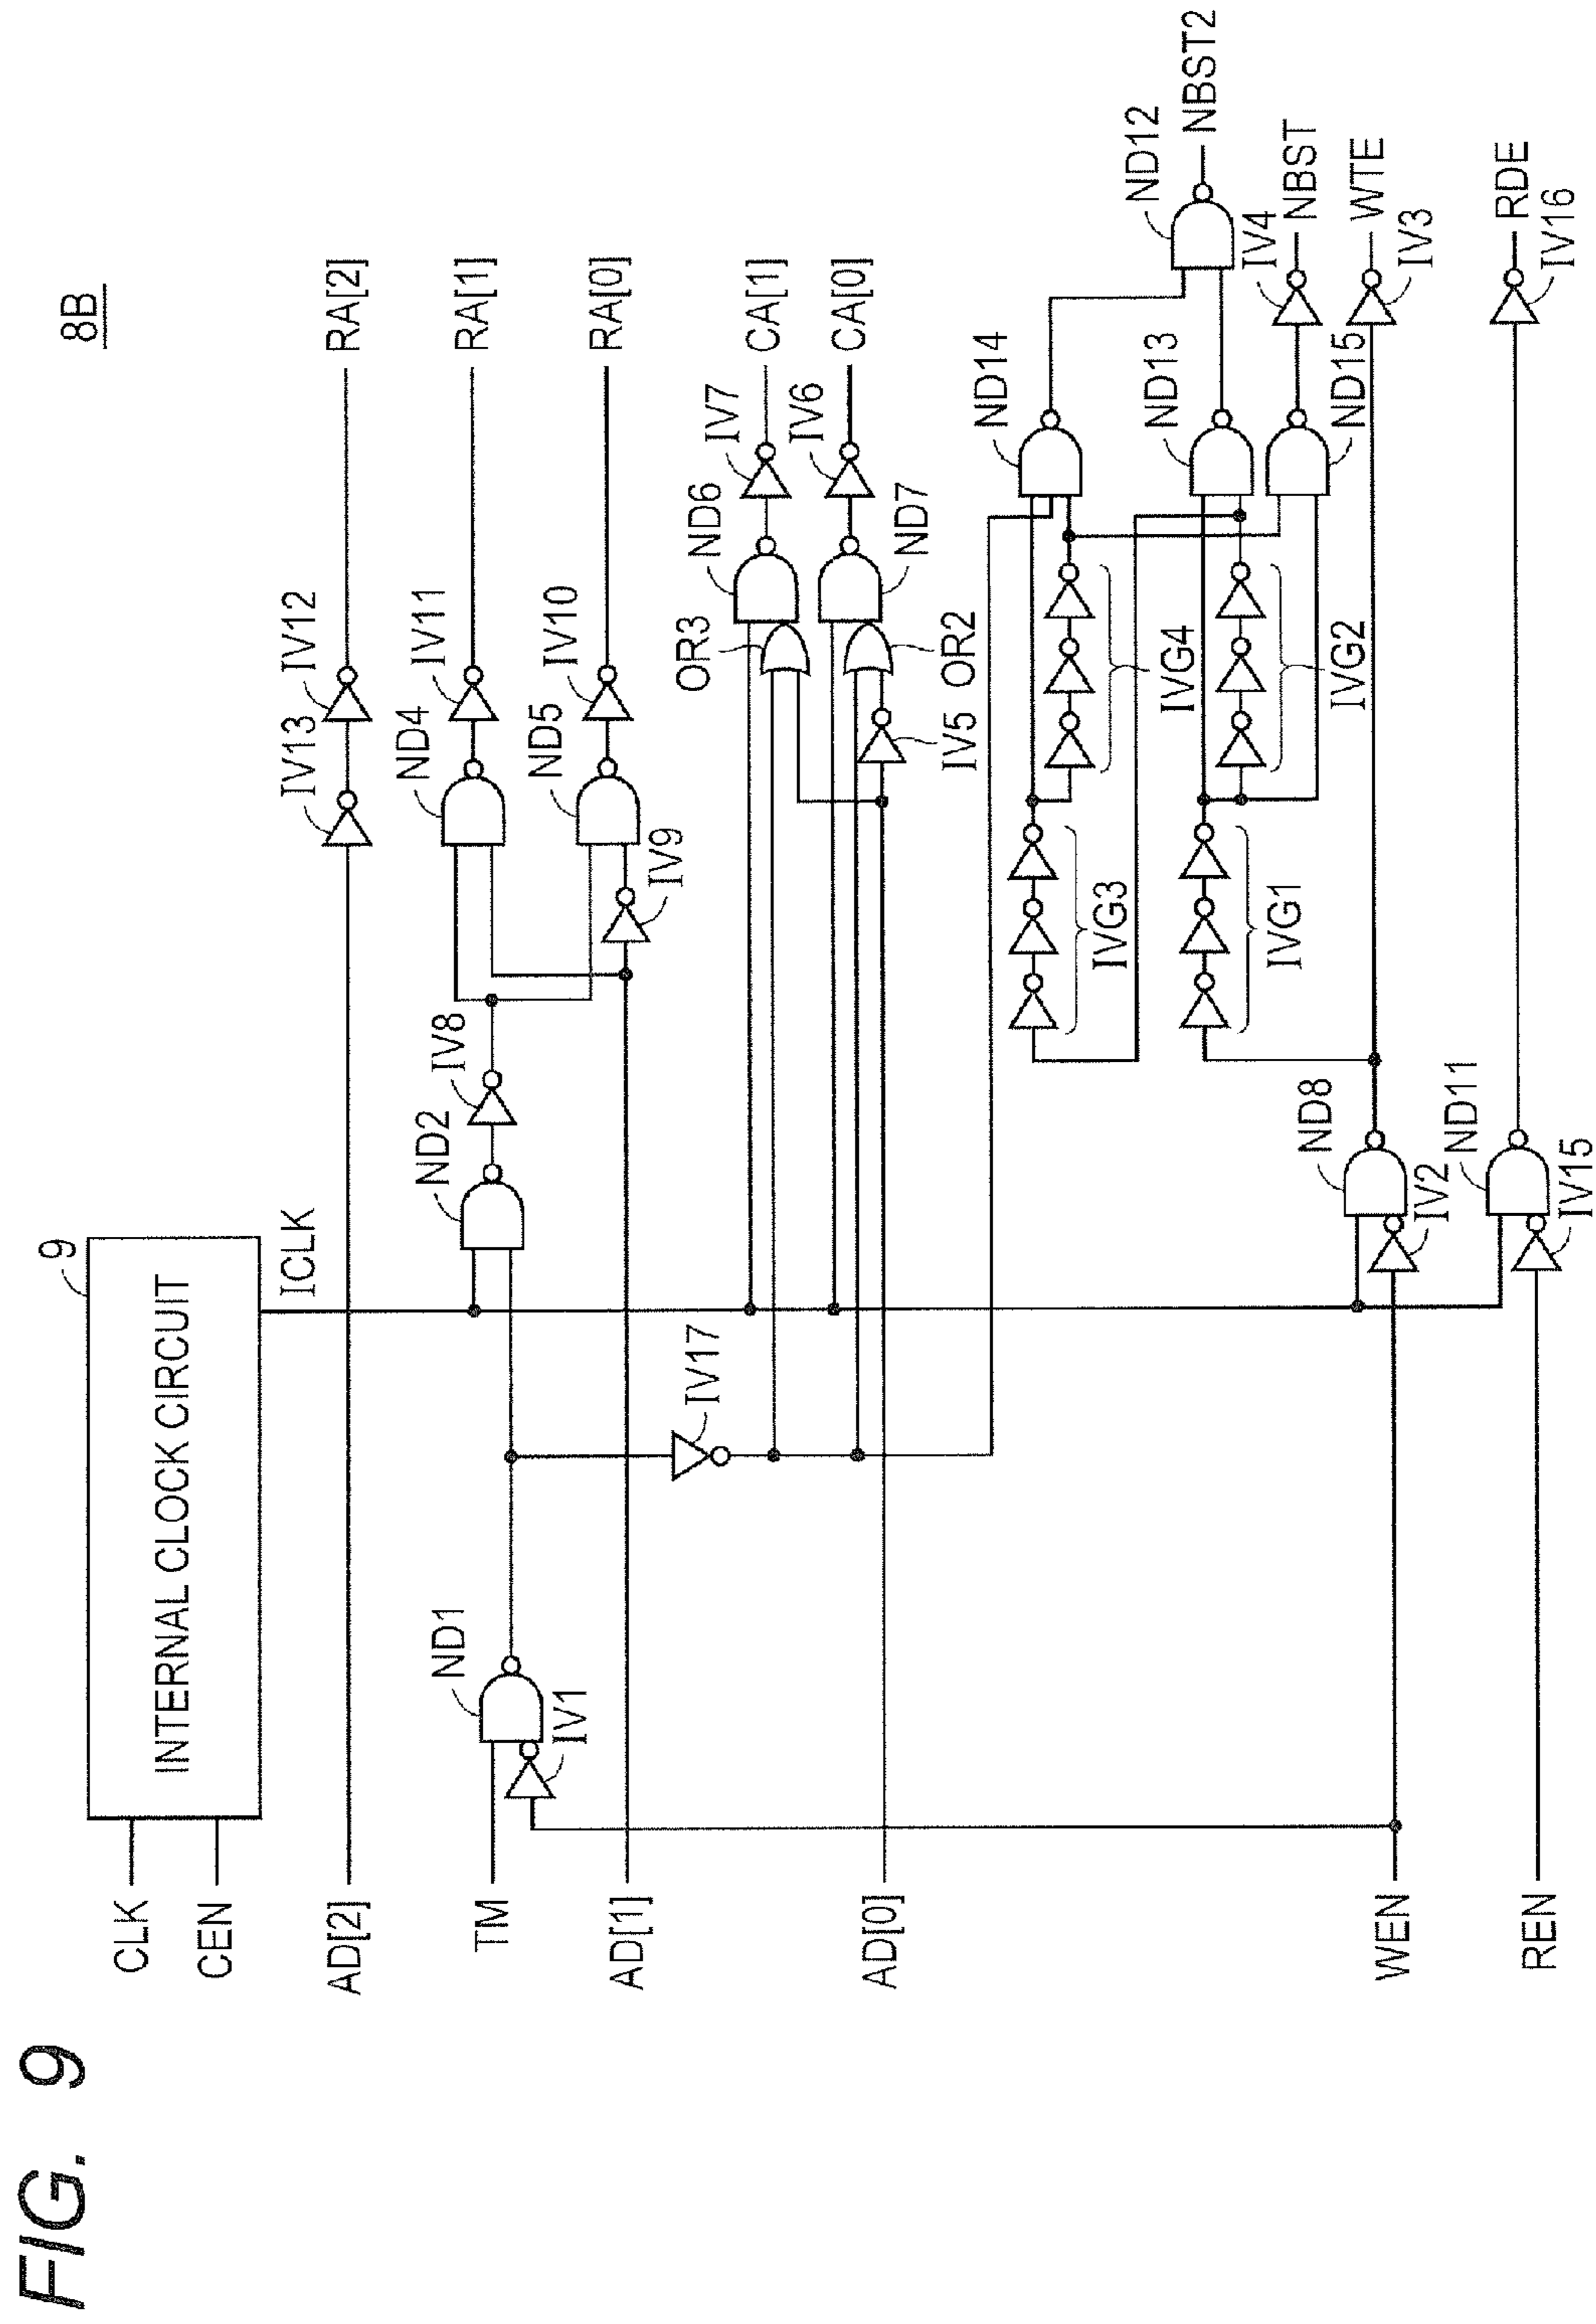 FIG. 9
8B
9
INTERNAL CLOCK CIRCUIT
CLK
CEN
ICLK
AD[2]
IV13
IV12
RA[2]
TM
ND1
IV1
ND2
IV8
ND4
IV11
RA[1]
AD[1]
IV9
ND5
IV10
RA[0]
IV17
OR3
ND6
IV7
CA[1]
AD[0]
IV5
OR2
ND7
IV6
CA[0]
IVG3
IVG4
ND14
ND12
NBST2
IVG1
IVG2
ND13
ND15
IV4
NBST
WEN
IV2
ND8
WTE
IV3
REN
IV15
ND11
RDE
IV16